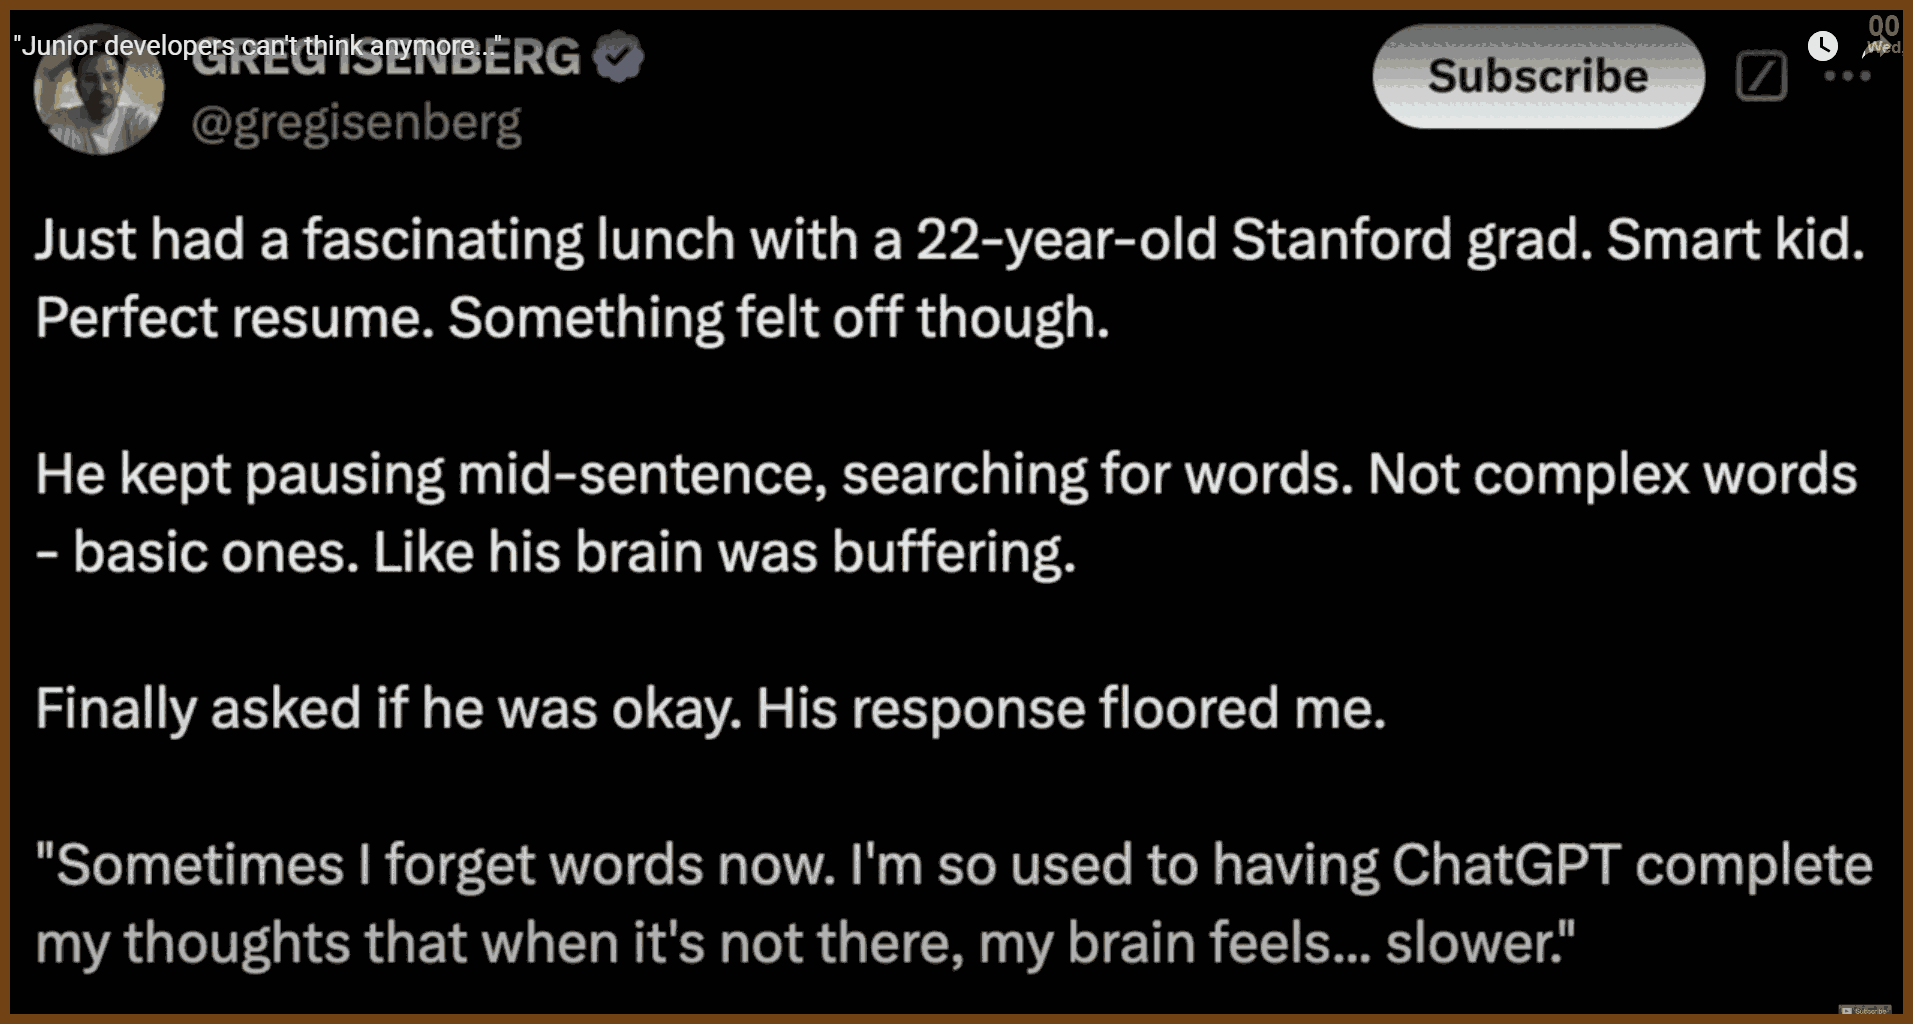 "Junior developers can't think anymore..."
GREG ISENBERG
@gregisenberg
Subscribe
00
Wed.
Just had a fascinating lunch with a 22-year-old Stanford grad. Smart kid.
Perfect resume. Something felt off though.
He kept pausing mid-sentence, searching for words. Not complex words
- basic ones. Like his brain was buffering.
Finally asked if he was okay. His response floored me.
"Sometimes I forget words now. I'm so used to having ChatGPT complete
my thoughts that when it's not there, my brain feels... slower."
Subscribe